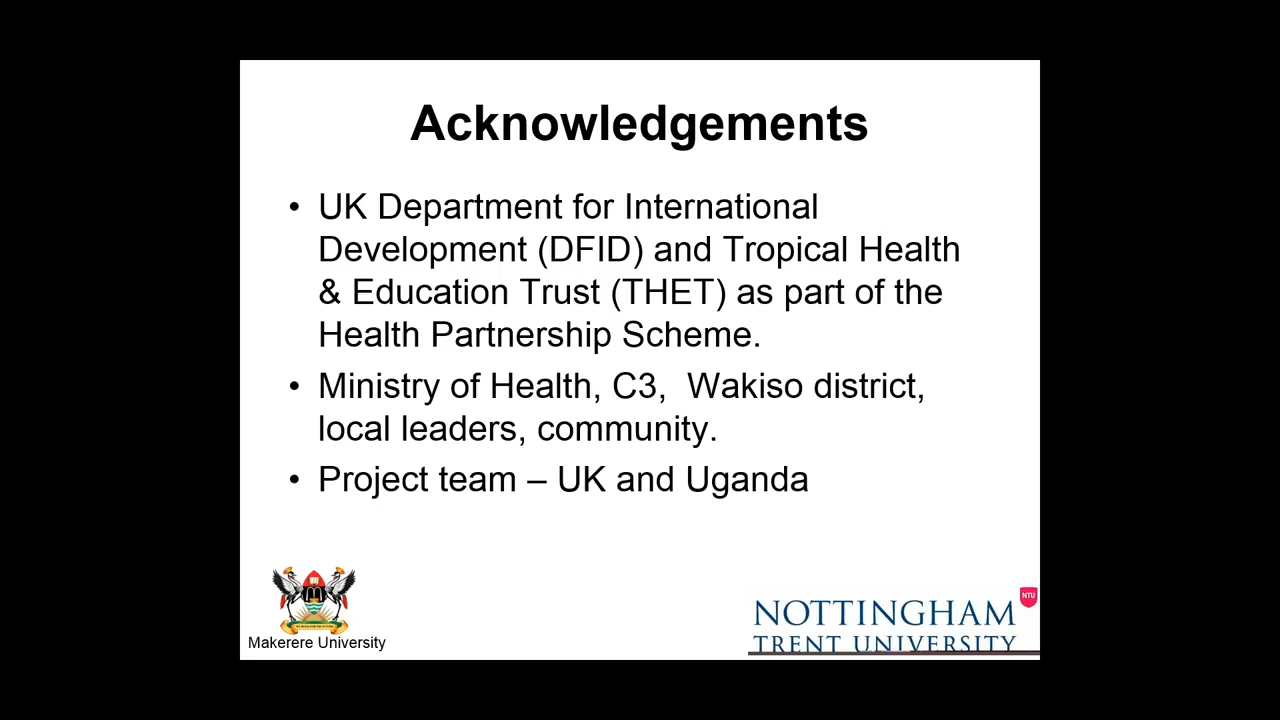 Acknowledgements
• UK Department for International
Development (DFID) and Tropical Health
& Education Trust (THET) as part of the
Health Partnership Scheme.
• Ministry of Health, C3,  Wakiso district,
local leaders, community.
• Project team – UK and Uganda
Makerere University
NTU
NOTTINGHAM
TRENT UNIVERSITY